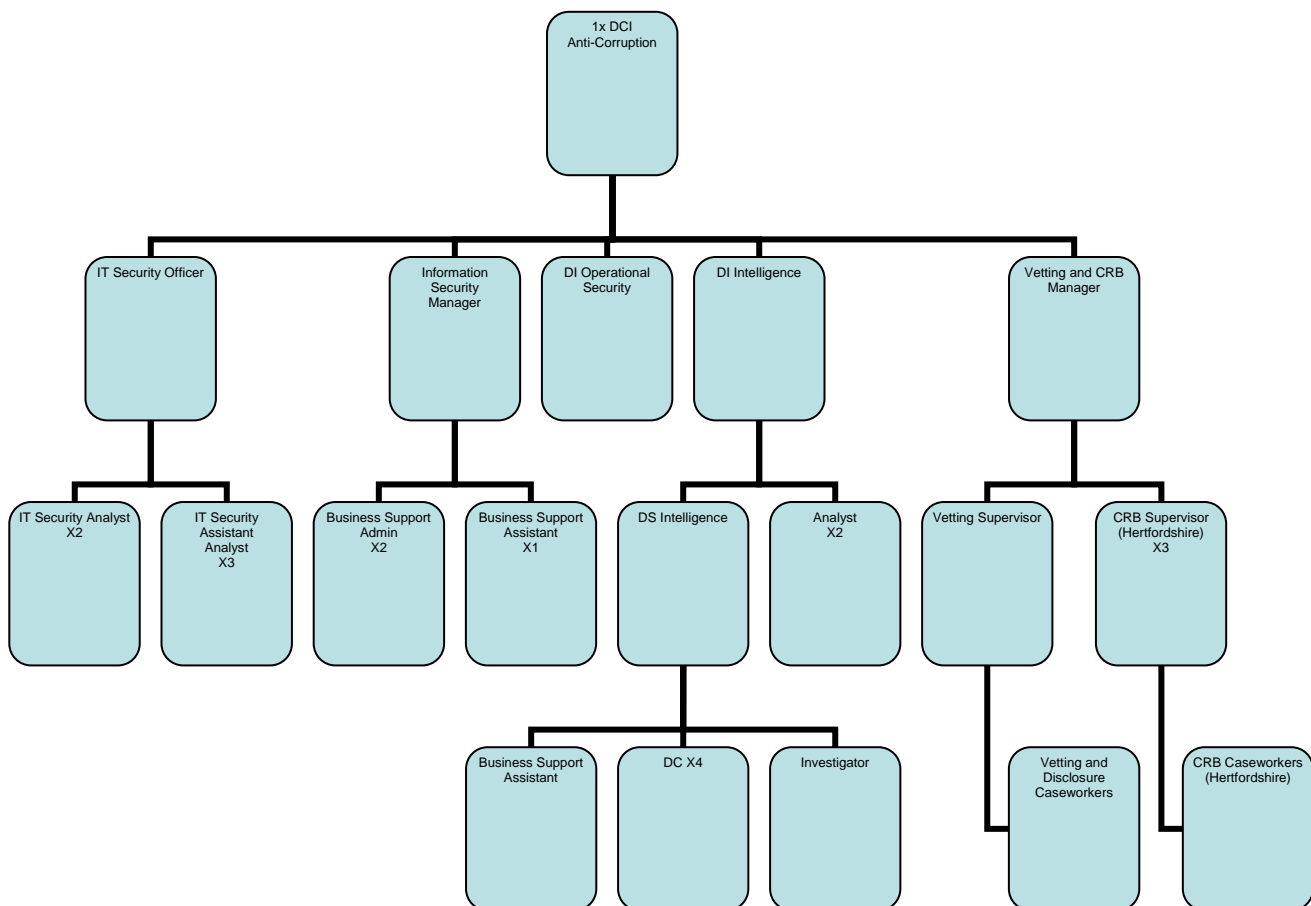 1x DCI
Anti-Corruption
IT Security Officer
Information
Security
Manager
DI Operational
Security
DI Intelligence
Vetting and CRB
Manager
IT Security Analyst
X2
IT Security
Assistant
Analyst
X3
Business Support
Admin
X2
Business Support
Assistant
X1
DS Intelligence
Analyst
X2
Vetting Supervisor
CRB Supervisor
(Hertfordshire)
X3
Business Support
Assistant
DC X4
Investigator
Vetting and
Disclosure
Caseworkers
CRB Caseworkers
(Hertfordshire)